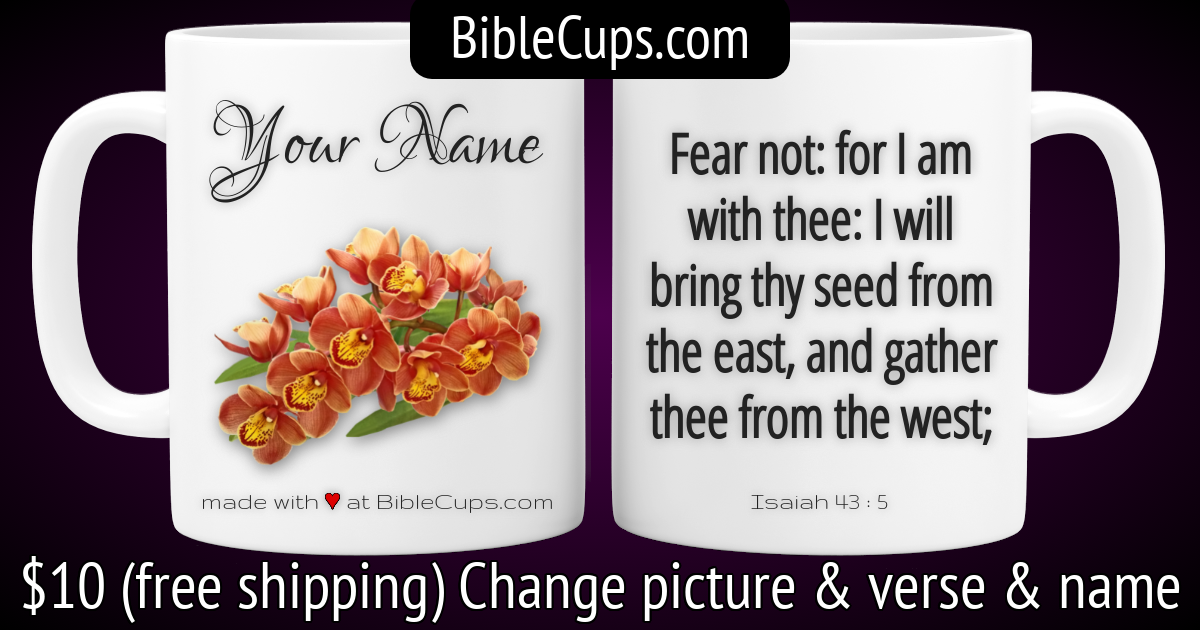 BibleCups.com
Your Name
made with ♥ at BibleCups.com
Fear not: for I am
with thee: I will
bring thy seed from
the east, and gather
thee from the west;
Isaiah 43 : 5
$10 (free shipping) Change picture & verse & name